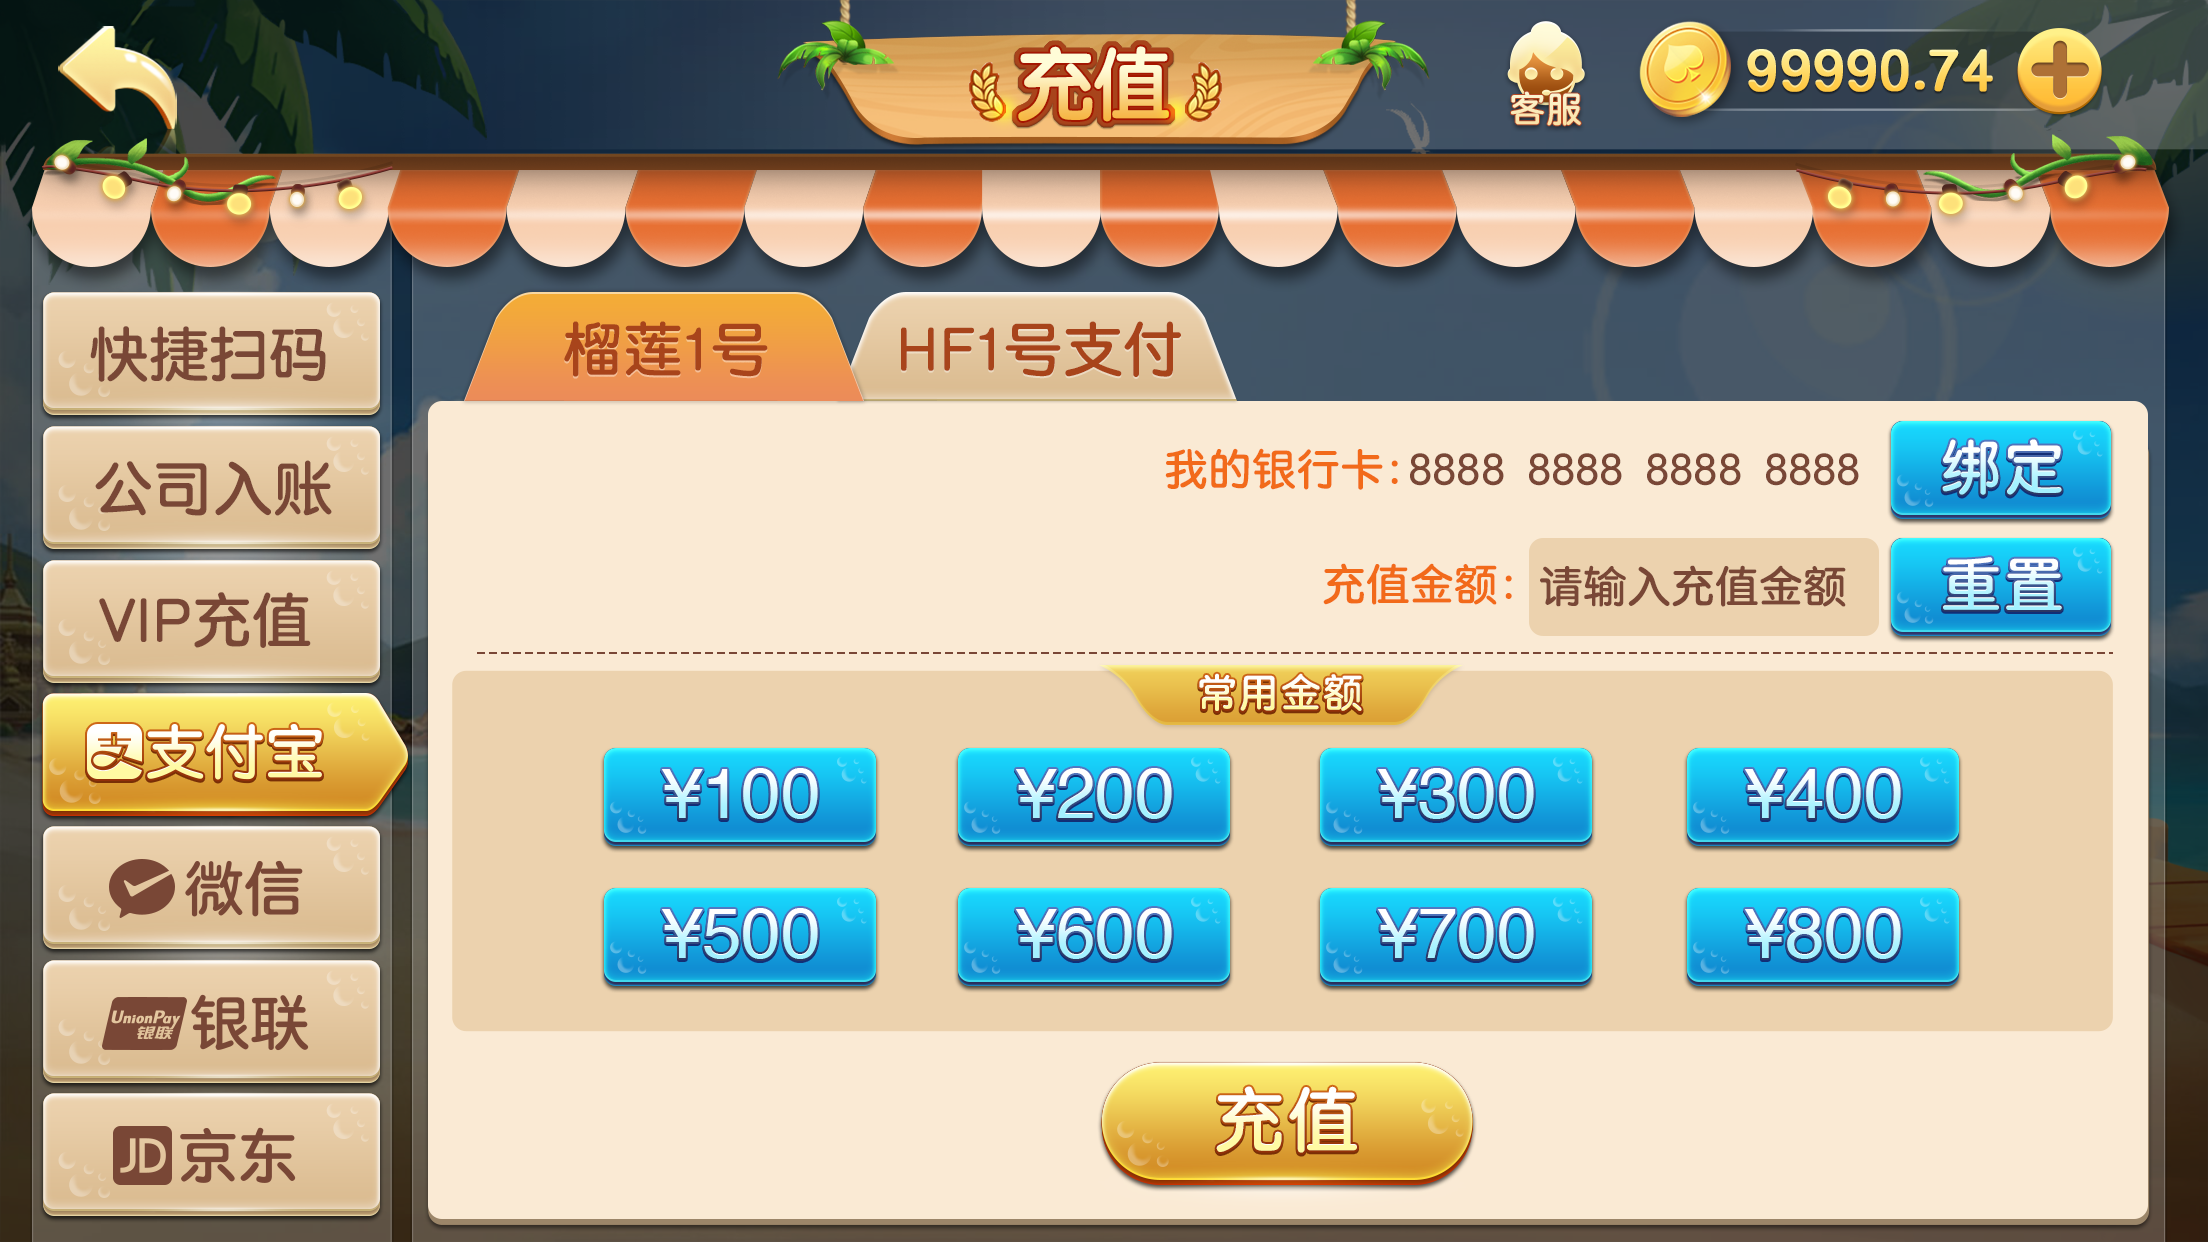 充值
客服
99990.74
快捷扫码
公司入账
VIP充值
支付宝
微信
UnionPay
银联
银联
JD京东
榴莲1号
HF1号支付
我的银行卡:8888 8888 8888 8888
绑定
充值金额:
请输入充值金额
重置
常用金额
¥100 ¥200 ¥300 ¥400
¥500 ¥600 ¥700 ¥800
充值